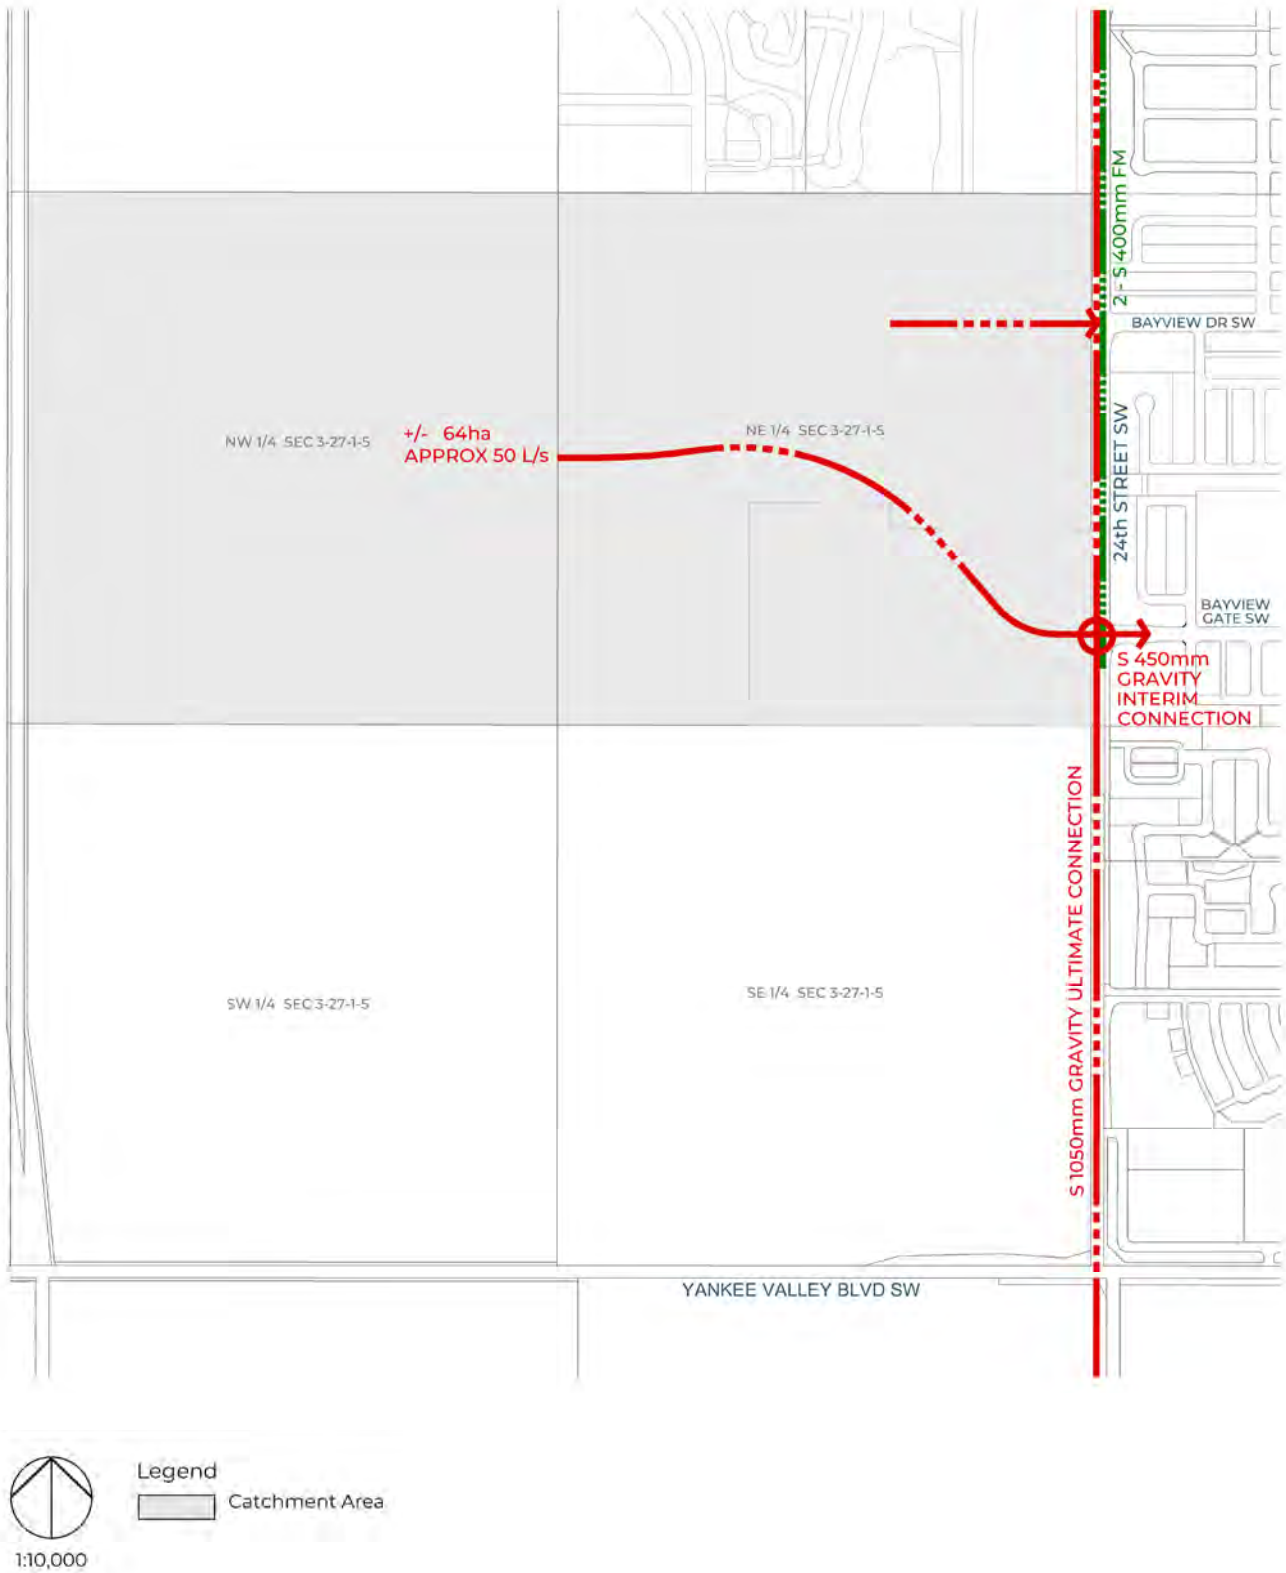 2 - S 400mm FM
BAYVIEW DR SW
24th STREET SW
NW 1/4 SEC 3-27-1-5
+/- 64ha
APPROX 50 L/s
NE 1/4 SEC 3-27-1-5
BAYVIEW
GATE SW
S 450mm
GRAVITY
INTERIM
CONNECTION
S 1050mm GRAVITY ULTIMATE CONNECTION
SW 1/4 SEC 3-27-1-5
SE 1/4 SEC 3-27-1-5
YANKEE VALLEY BLVD SW
Legend
Catchment Area
1:10,000